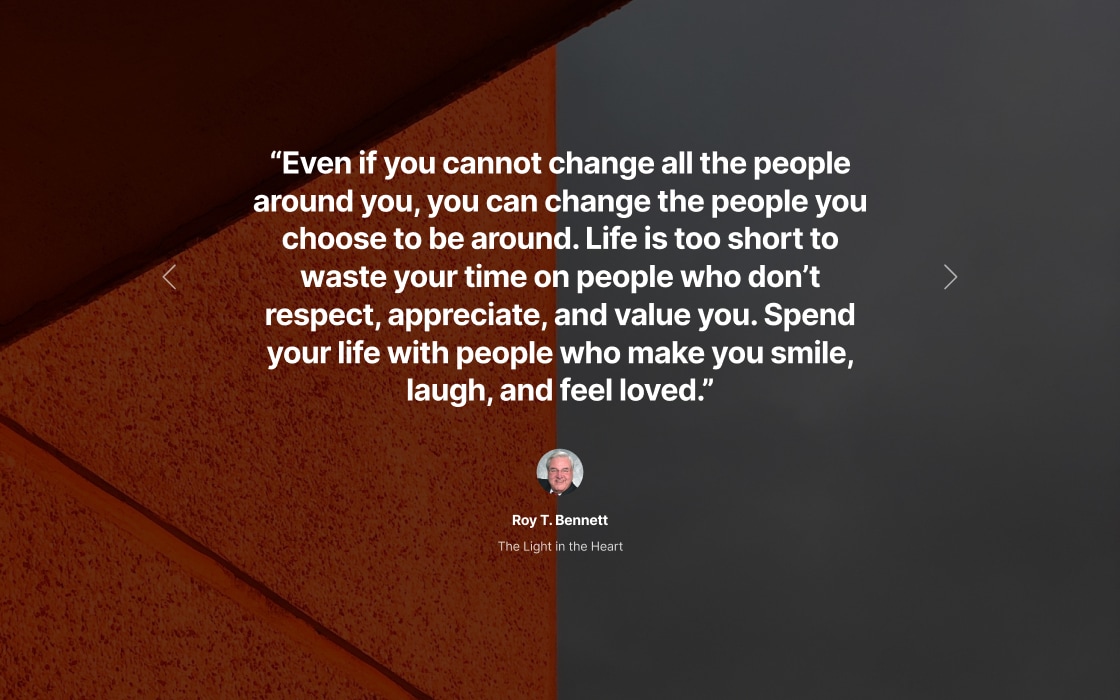 “Even if you cannot change all the people
around you, you can change the people you
choose to be around. Life is too short to
waste your time on people who don’t
respect, appreciate, and value you. Spend
your life with people who make you smile,
laugh, and feel loved.”
Roy T. Bennett
The Light in the Heart